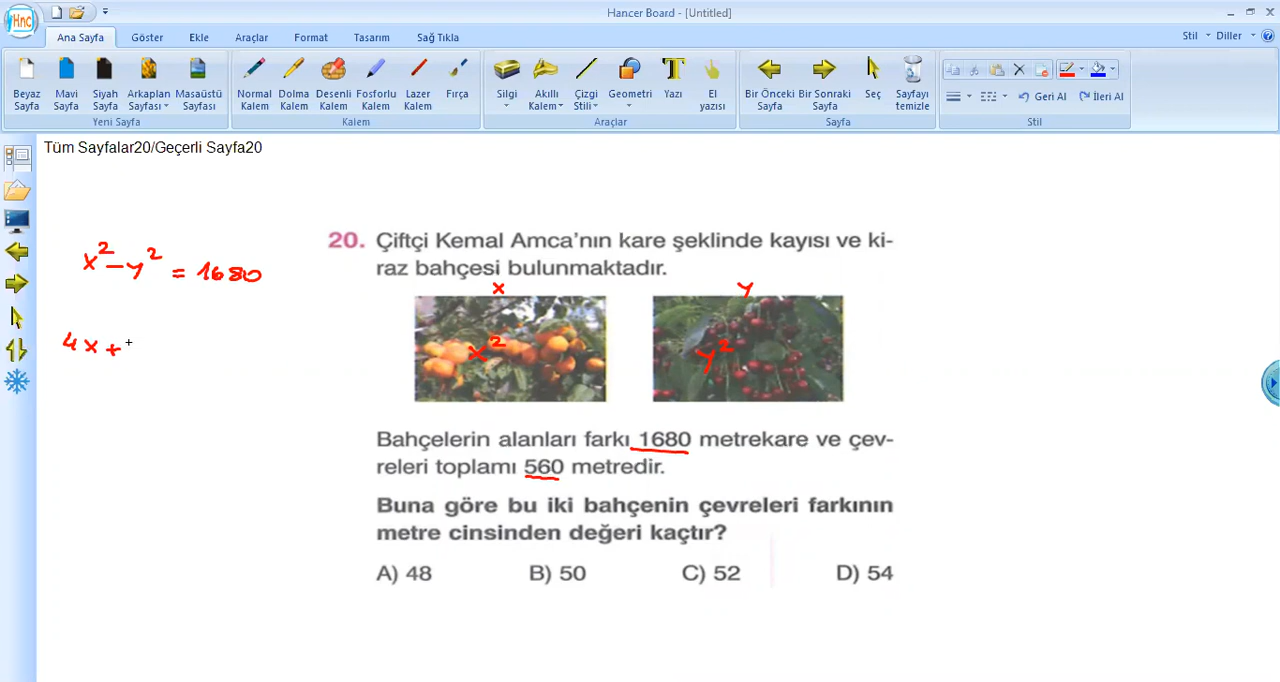 Hnc
Hancer Board - [Untitled]
Ana Sayfa Göster Ekle Araçlar Format Tasarım Sağ Tıkla Stil Diller
Beyaz Sayfa Mavi Sayfa Siyah Sayfa Arkaplan Sayfası Masaüstü Sayfası
Normal Kalem Dolma Kalem Desenli Kalem Fosforlu Kalem Lazer Kalem Fırça
Silgi Akıllı Kalem Çizgi Stili Geometri Yazı El yazısı
Bir Önceki Sayfa Bir Sonraki Sayfa Seç Sayfayı temizle
Geri Al İleri Al
Yeni Sayfa Kalem Araçlar Sayfa Stil
Tüm Sayfalar20/Geçerli Sayfa20
x² - y² = 1680
4x +
20. Çiftçi Kemal Amca'nın kare şeklinde kayısı ve ki-
raz bahçesi bulunmaktadır.
x y
x² y²
Bahçelerin alanları farkı 1680 metrekare ve çev-
releri toplamı 560 metredir.
Buna göre bu iki bahçenin çevreleri farkının
metre cinsinden değeri kaçtır?
A) 48 B) 50 C) 52 D) 54